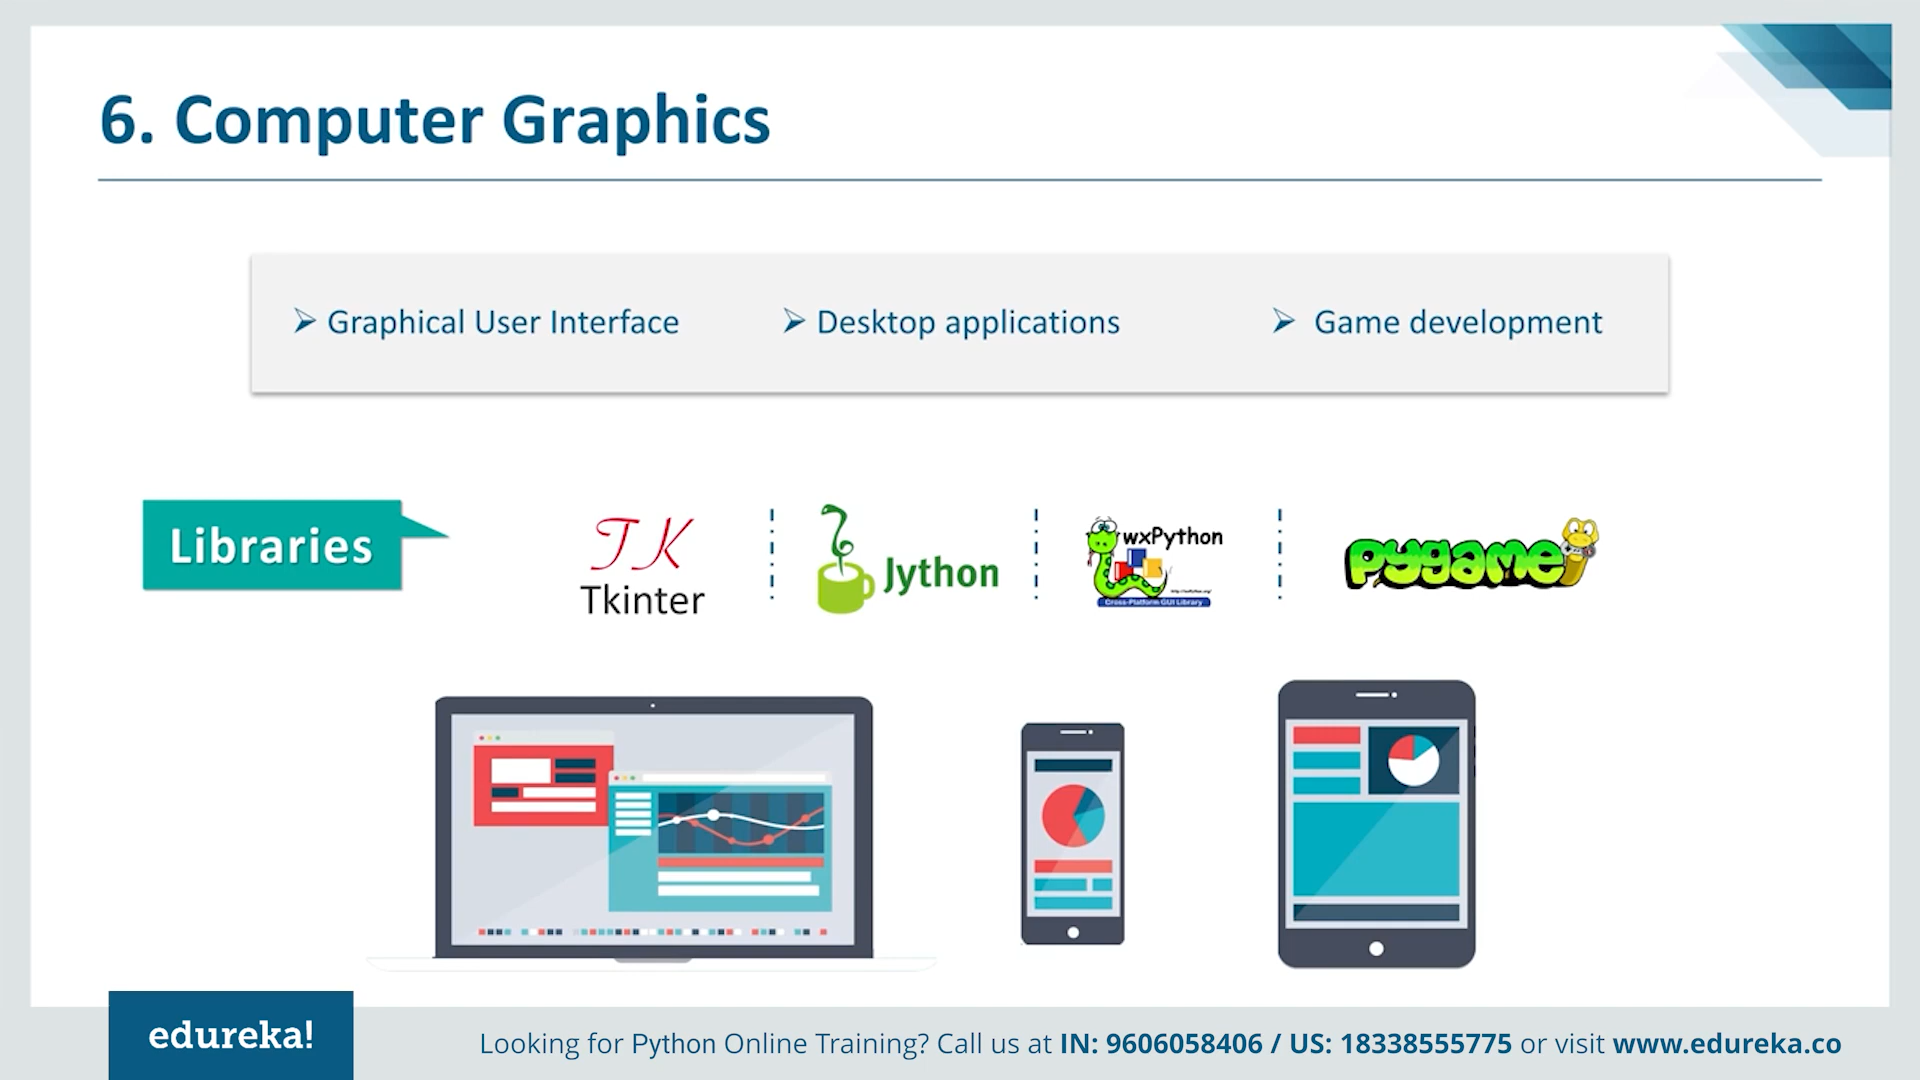 6. Computer Graphics
➢ Graphical User Interface
➢ Desktop applications
➢ Game development
Libraries
TK
Tkinter
Jython
wxPython
Cross-Platform GUI Library
pygame
edureka!
Looking for Python Online Training? Call us at IN: 9606058406 / US: 18338555775 or visit www.edureka.co